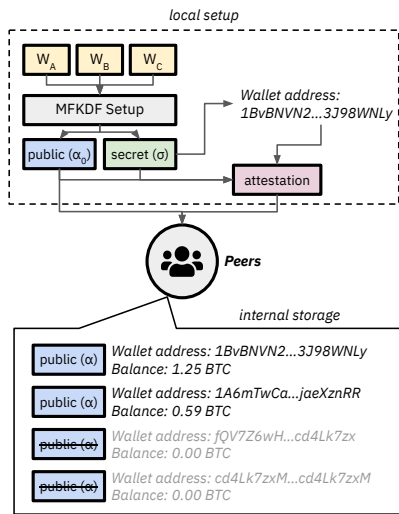 local setup
W_A W_B W_C
MFKDF Setup
Wallet address:
1BvBNVN2...3J98WNLy
public (α₀) secret (σ)
attestation
Peers
internal storage
public (α) Wallet address: 1BvBNVN2...3J98WNLy
Balance: 1.25 BTC
public (α) Wallet address: 1A6mTwCa...jaeXznRR
Balance: 0.59 BTC
public (α) Wallet address: fQV7Z6wH...cd4Lk7zx
Balance: 0.00 BTC
public (α) Wallet address: cd4Lk7zxM...cd4Lk7zxM
Balance: 0.00 BTC